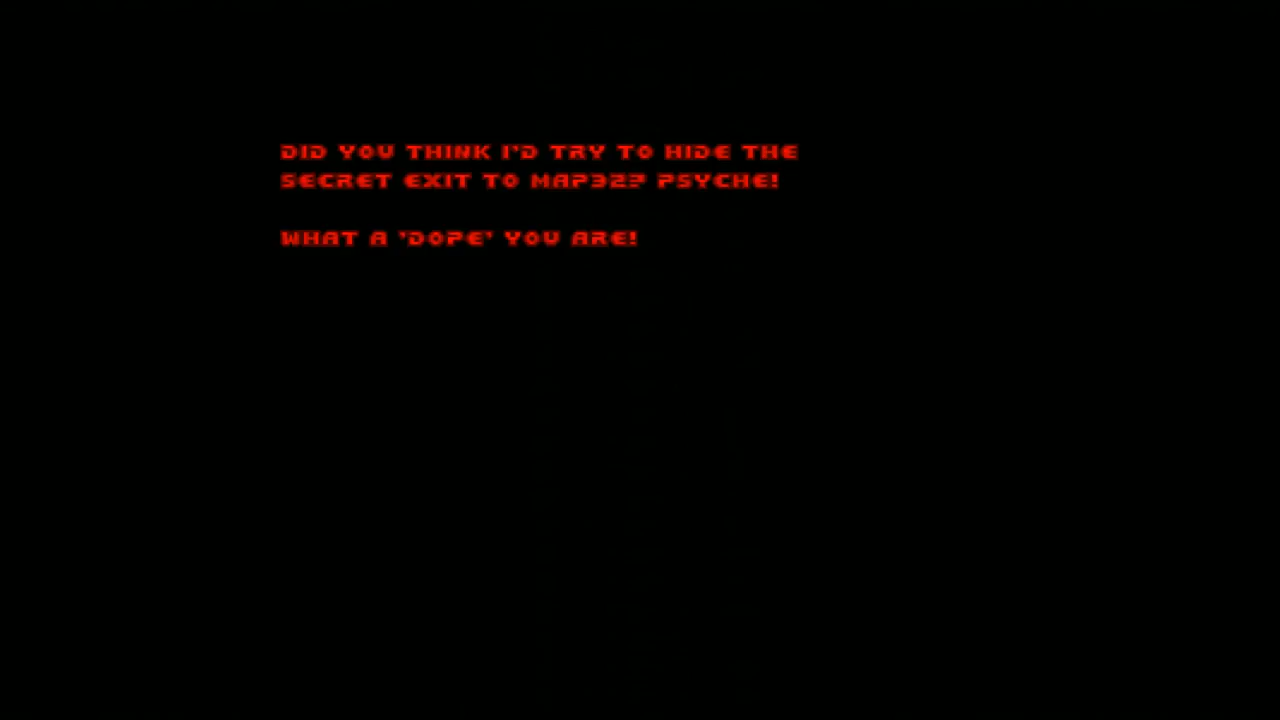 DID YOU THINK I'D TRY TO HIDE THE
SECRET EXIT TO MAP32? PSYCHE!
WHAT A 'DOPE' YOU ARE!